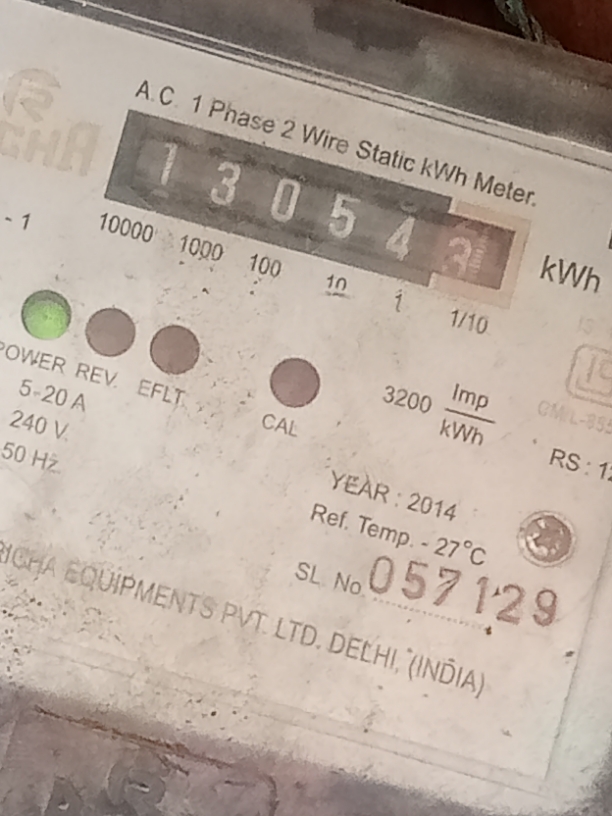 A.C. 1 Phase 2 Wire Static kWh Meter.
1 3 0 5 4 3 kWh
- 1 10000 1000 100 10 1 1/10
POWER REV. EFLT. CAL
3200 Imp/kWh
5-20 A
240 V.
50 Hz.
RS : 12
YEAR : 2014
Ref. Temp. - 27°C
SL. No. 057129
RICHA EQUIPMENTS PVT. LTD. DELHI, (INDIA)